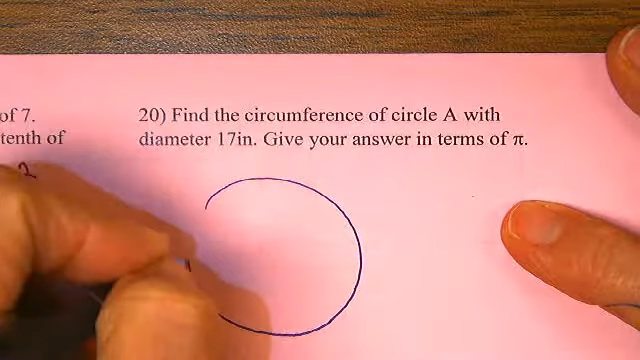 of 7.
tenth of
2
20) Find the circumference of circle A with
diameter 17in. Give your answer in terms of π.